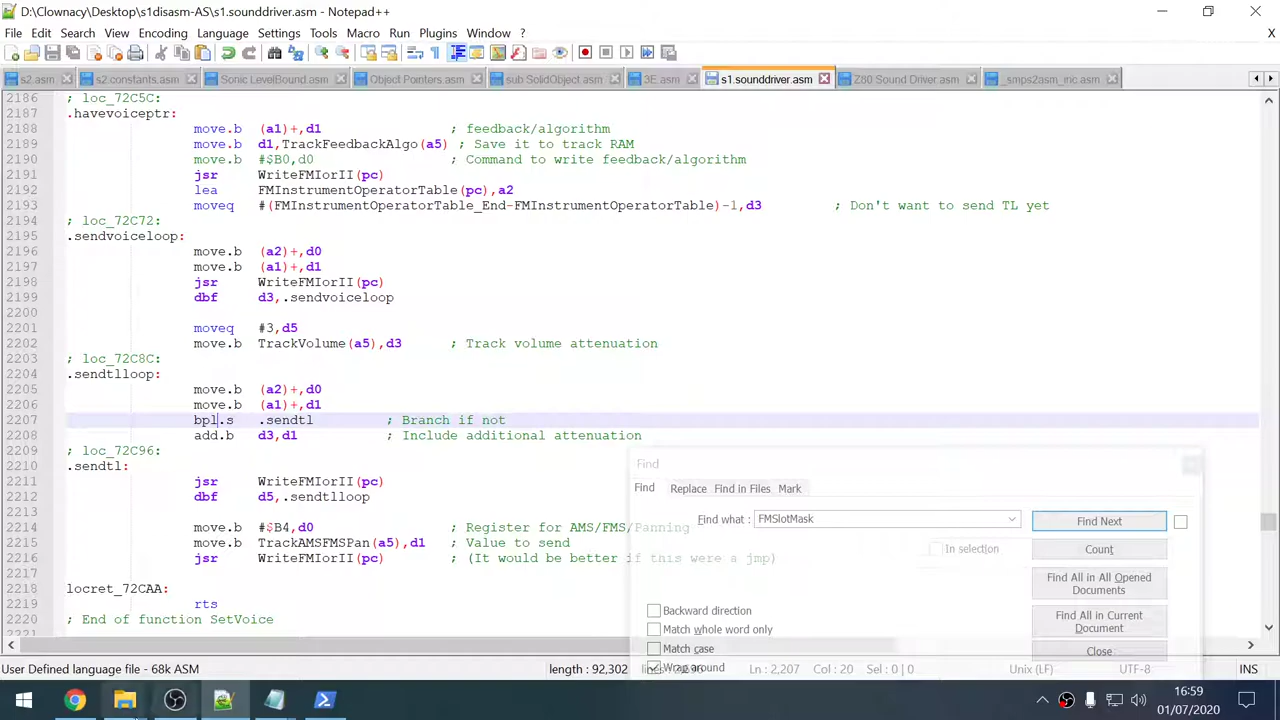 D:\Clownacy\Desktop\s1disasm-AS\s1.sounddriver.asm - Notepad++
File Edit Search View Encoding Language Settings Tools Macro Run Plugins Window ? X
s2.asm s2.constants.asm Sonic LevelBound.asm Object Pointers.asm sub SolidObject.asm 3E.asm s1.sounddriver.asm Z80 Sound Driver.asm _smps2asm_inc.asm
2186 ; loc_72C5C:
2187 .havevoiceptr:
2188 move.b (a1)+,d1 ; feedback/algorithm
2189 move.b d1,TrackFeedbackAlgo(a5) ; Save it to track RAM
2190 move.b #$B0,d0 ; Command to write feedback/algorithm
2191 jsr WriteFMIorII(pc)
2192 lea FMInstrumentOperatorTable(pc),a2
2193 moveq #(FMInstrumentOperatorTable_End-FMInstrumentOperatorTable)-1,d3 ; Don't want to send TL yet
2194 ; loc_72C72:
2195 .sendvoiceloop:
2196 move.b (a2)+,d0
2197 move.b (a1)+,d1
2198 jsr WriteFMIorII(pc)
2199 dbf d3,.sendvoiceloop
2200
2201 moveq #3,d5
2202 move.b TrackVolume(a5),d3 ; Track volume attenuation
2203 ; loc_72C8C:
2204 .sendtlloop:
2205 move.b (a2)+,d0
2206 move.b (a1)+,d1
2207 bpl.s .sendtl ; Branch if not
2208 add.b d3,d1 ; Include additional attenuation
2209 ; loc_72C96:
2210 .sendtl:
2211 jsr WriteFMIorII(pc)
2212 dbf d5,.sendtlloop
2213
2214 move.b #$B4,d0 ; Register for AMS/FMS/Panning
2215 move.b TrackAMSFMSPan(a5),d1 ; Value to send
2216 jsr WriteFMIorII(pc) ; (It would be better if this were a jmp)
2217
2218 locret_72CAA:
2219 rts
2220 ; End of function SetVoice
2221
Find
Find Replace Find in Files Mark
Find what : FMSlotMask Find Next
In selection Count
Find All in All Opened Documents
Backward direction
Match whole word only
Find All in Current Document
Match case
Wrap around
Close
User Defined language file - 68k ASM length : 92,302 Ln : 2,207 Col : 20 Sel : 0 | 0 Unix (LF) UTF-8 INS
16:59
01/07/2020